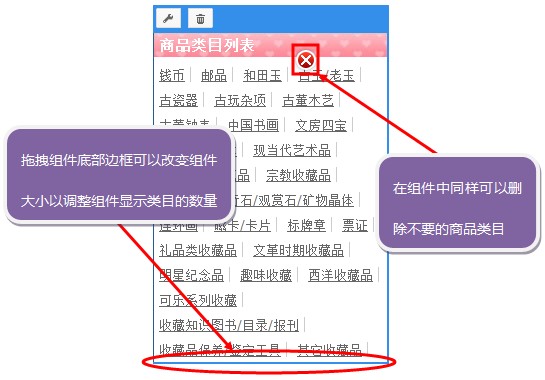 商品类目列表
钱币 邮品 和田玉 古玉/老玉
古瓷器 古玩杂项 古董木艺
古董钟表 中国书画 文房四宝
现当代艺术品
品 宗教收藏品
石/观赏石/矿物晶体
连环画 磁卡/卡片 标牌章 票证
礼品类收藏品 文革时期收藏品
明星纪念品 趣味收藏 西洋收藏品
可乐系列收藏
收藏知识图书/目录/报刊
收藏品保养/鉴定工具 其它收藏品
拖拽组件底部边框可以改变组件
大小以调整组件显示类目的数量
在组件中同样可以删
除不要的商品类目